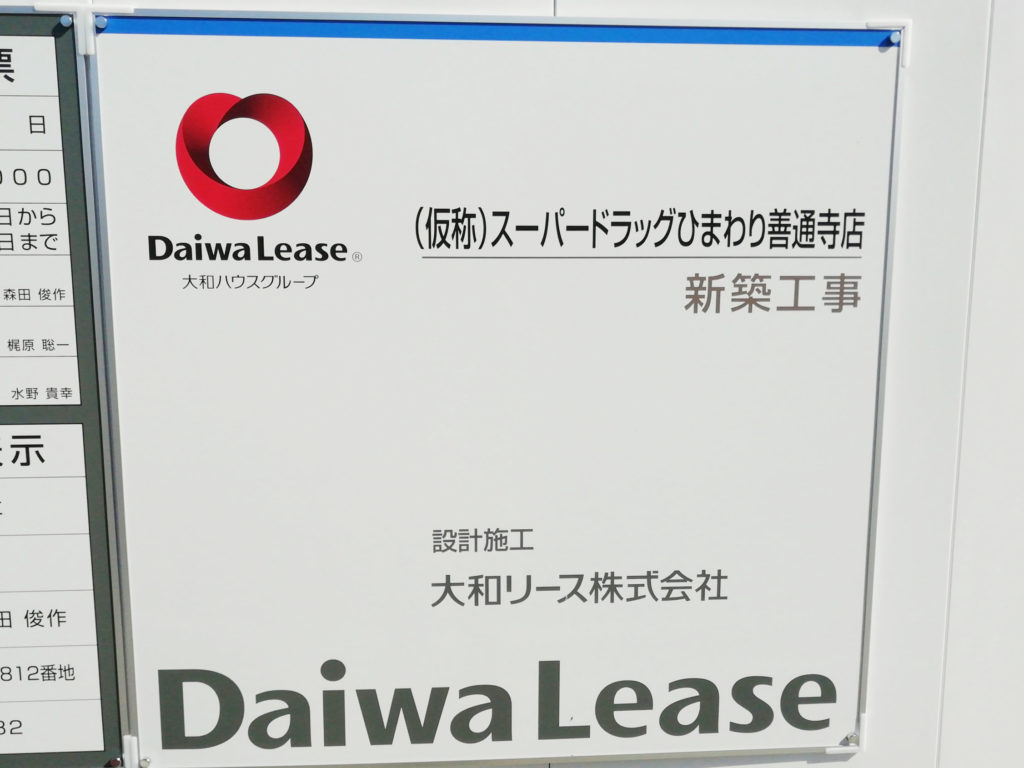 票
日
000
日から
日まで
森田 俊作
梶原 聡一
水野 貴幸
示
田 俊作
812番地
32
Daiwa Lease®
大和ハウスグループ
(仮称)スーパードラッグひまわり善通寺店
新築工事
設計施工
大和リース株式会社
Daiwa Lease